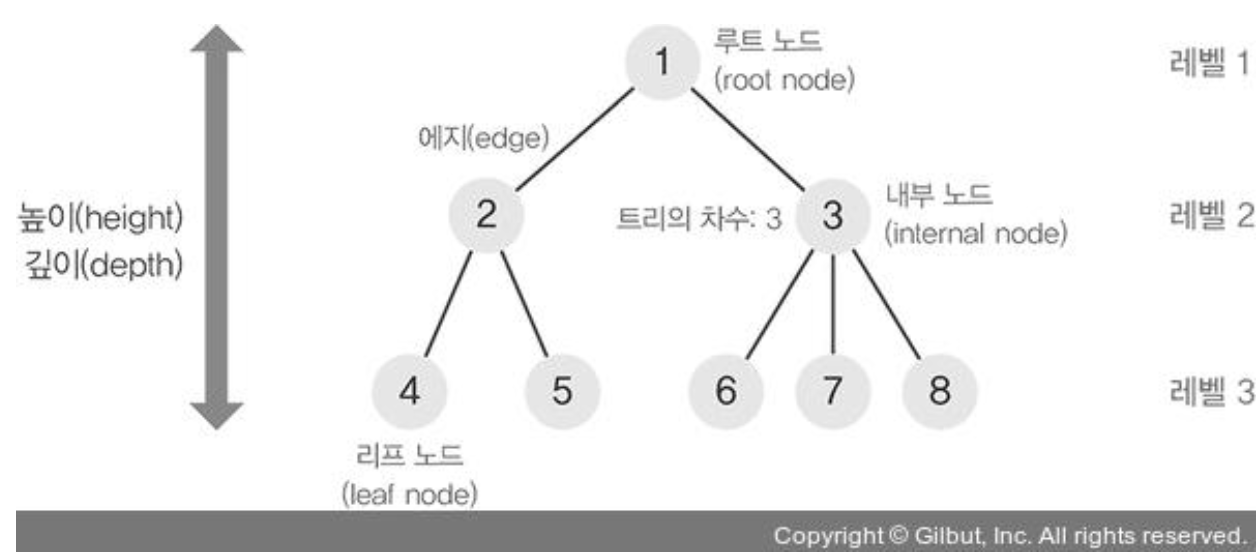 1
루트 노드
(root node)
레벨 1
에지(edge)
높이(height)
깊이(depth)
2
트리의 차수: 3
3
내부 노드
(internal node)
레벨 2
4
5
6
7
8
레벨 3
리프 노드
(leaf node)
Copyright © Gilbut, Inc. All rights reserved.